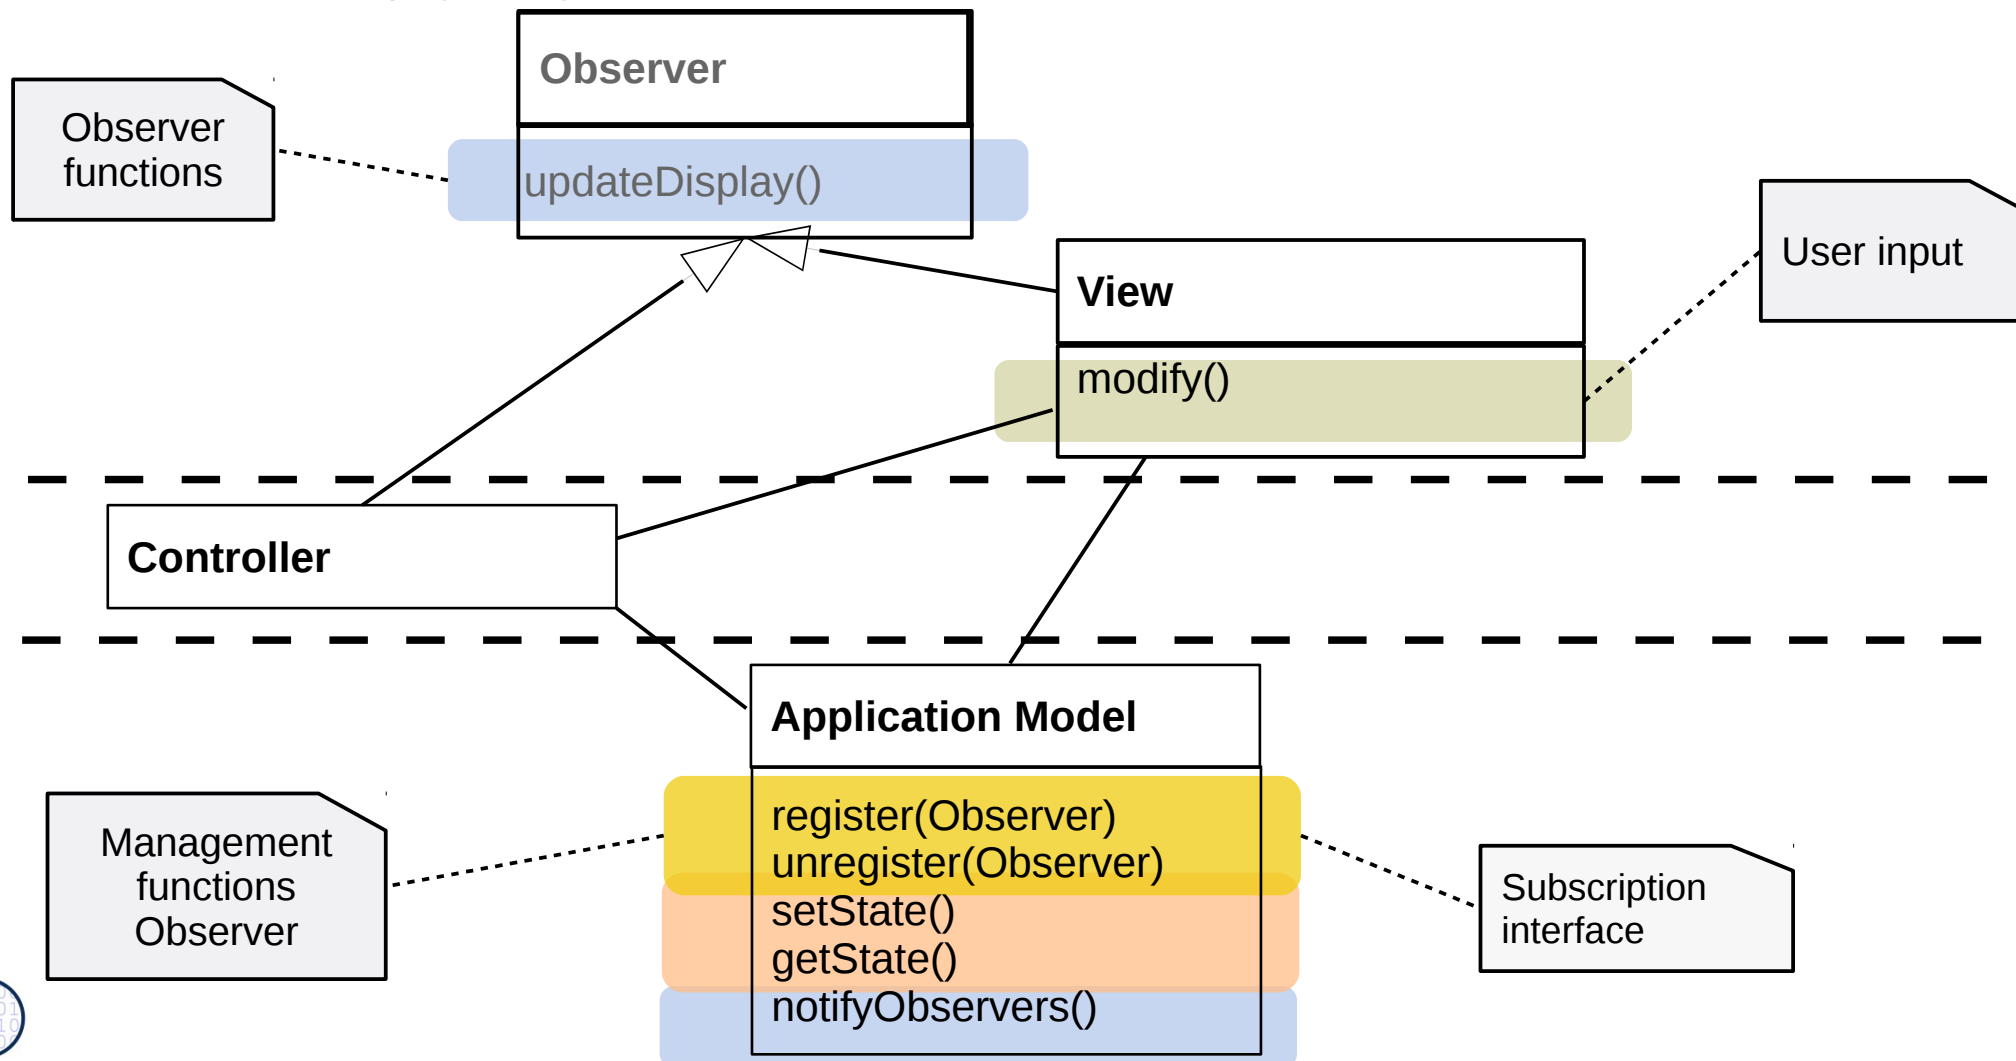 Observer
Observer
functions
updateDisplay()
User input
View
modify()
Controller
Application Model
register(Observer)
unregister(Observer)
setState()
getState()
notifyObservers()
Management
functions
Observer
Subscription
interface